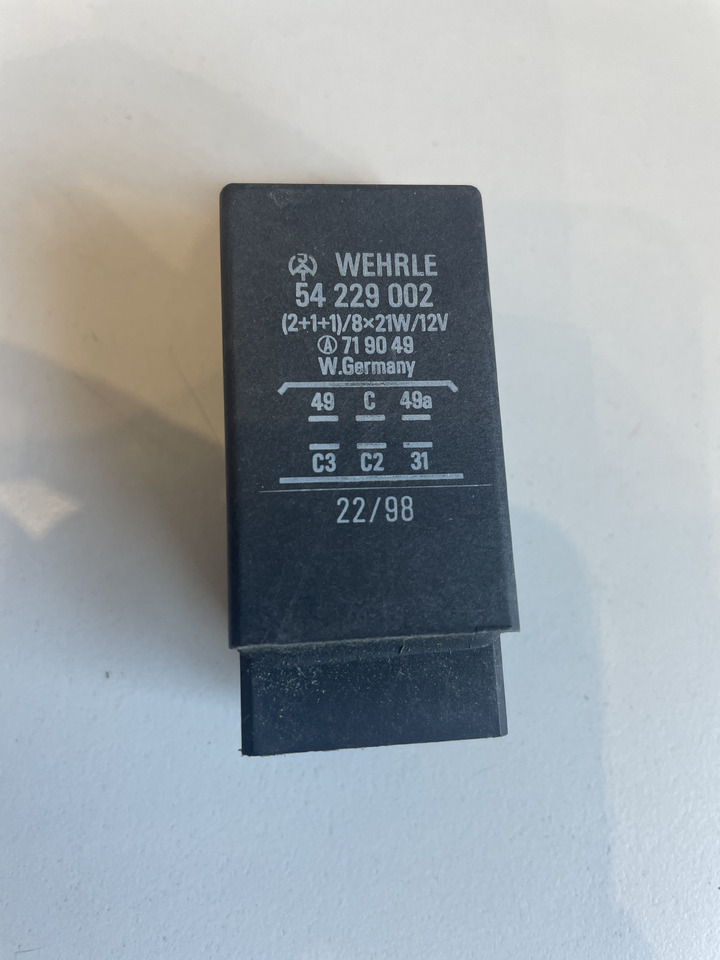 WEHRLE
54 229 002
(2+1+1)/8×21W/12V
Ⓐ 71 90 49
W.Germany
49 C 49a
C3 C2 31
22/98